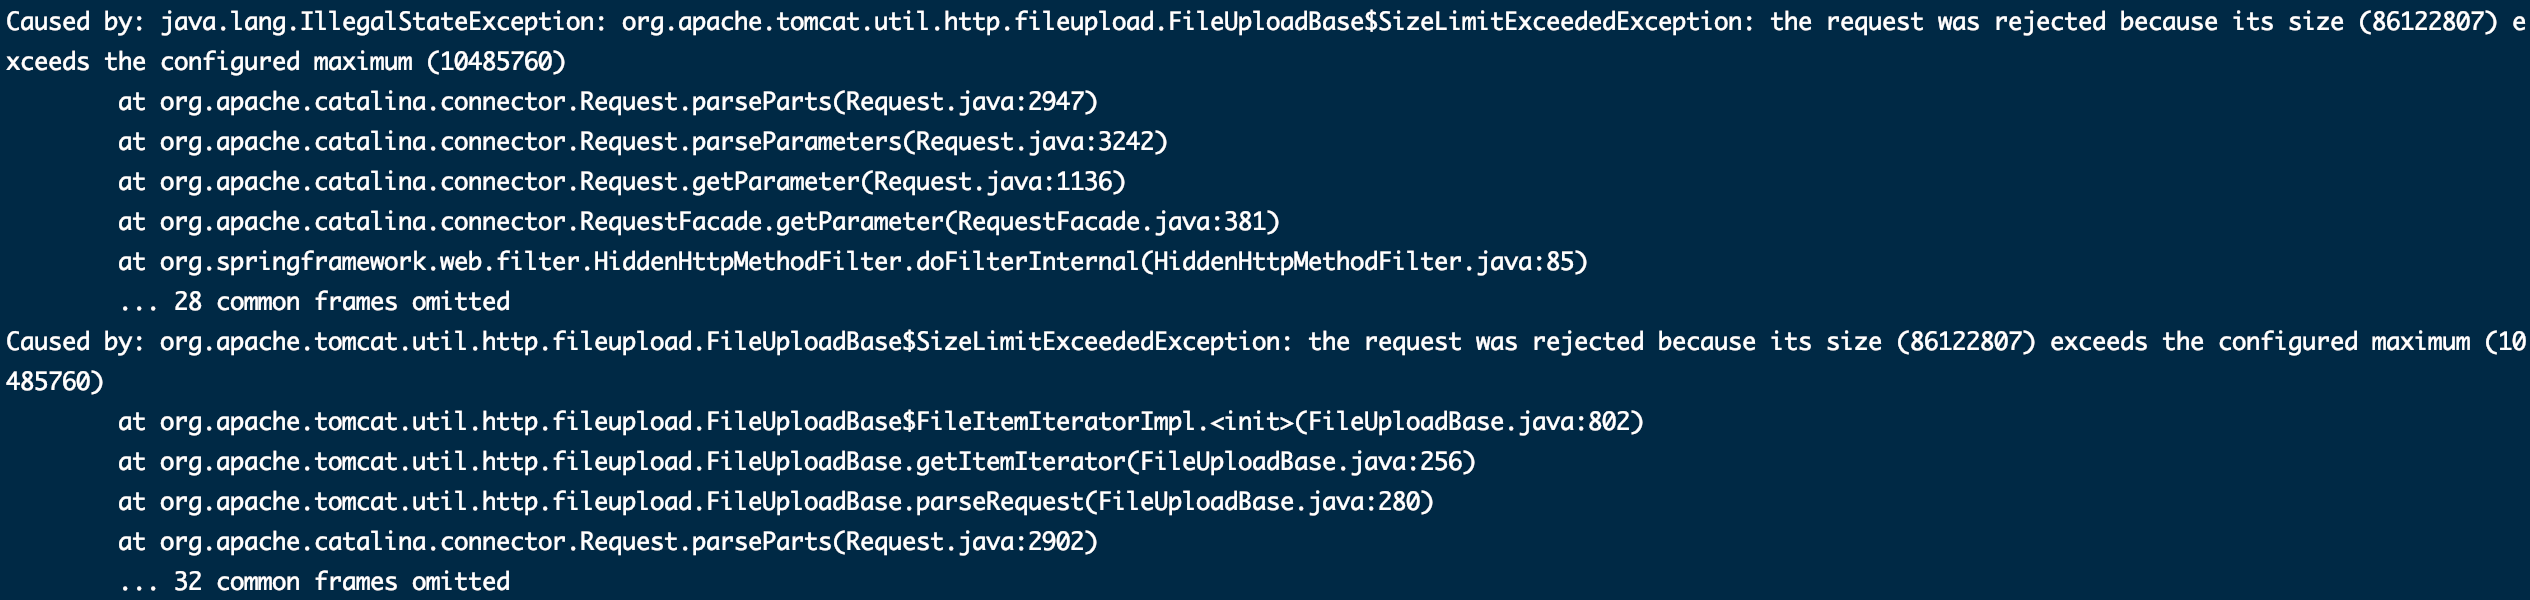 Caused by: java.lang.IllegalStateException: org.apache.tomcat.util.http.fileupload.FileUploadBase$SizeLimitExceededException: the request was rejected because its size (86122807) e
xceeds the configured maximum (10485760)
        at org.apache.catalina.connector.Request.parseParts(Request.java:2947)
        at org.apache.catalina.connector.Request.parseParameters(Request.java:3242)
        at org.apache.catalina.connector.Request.getParameter(Request.java:1136)
        at org.apache.catalina.connector.RequestFacade.getParameter(RequestFacade.java:381)
        at org.springframework.web.filter.HiddenHttpMethodFilter.doFilterInternal(HiddenHttpMethodFilter.java:85)
        ... 28 common frames omitted
Caused by: org.apache.tomcat.util.http.fileupload.FileUploadBase$SizeLimitExceededException: the request was rejected because its size (86122807) exceeds the configured maximum (10
485760)
        at org.apache.tomcat.util.http.fileupload.FileUploadBase$FileItemIteratorImpl.<init>(FileUploadBase.java:802)
        at org.apache.tomcat.util.http.fileupload.FileUploadBase.getItemIterator(FileUploadBase.java:256)
        at org.apache.tomcat.util.http.fileupload.FileUploadBase.parseRequest(FileUploadBase.java:280)
        at org.apache.catalina.connector.Request.parseParts(Request.java:2902)
        ... 32 common frames omitted